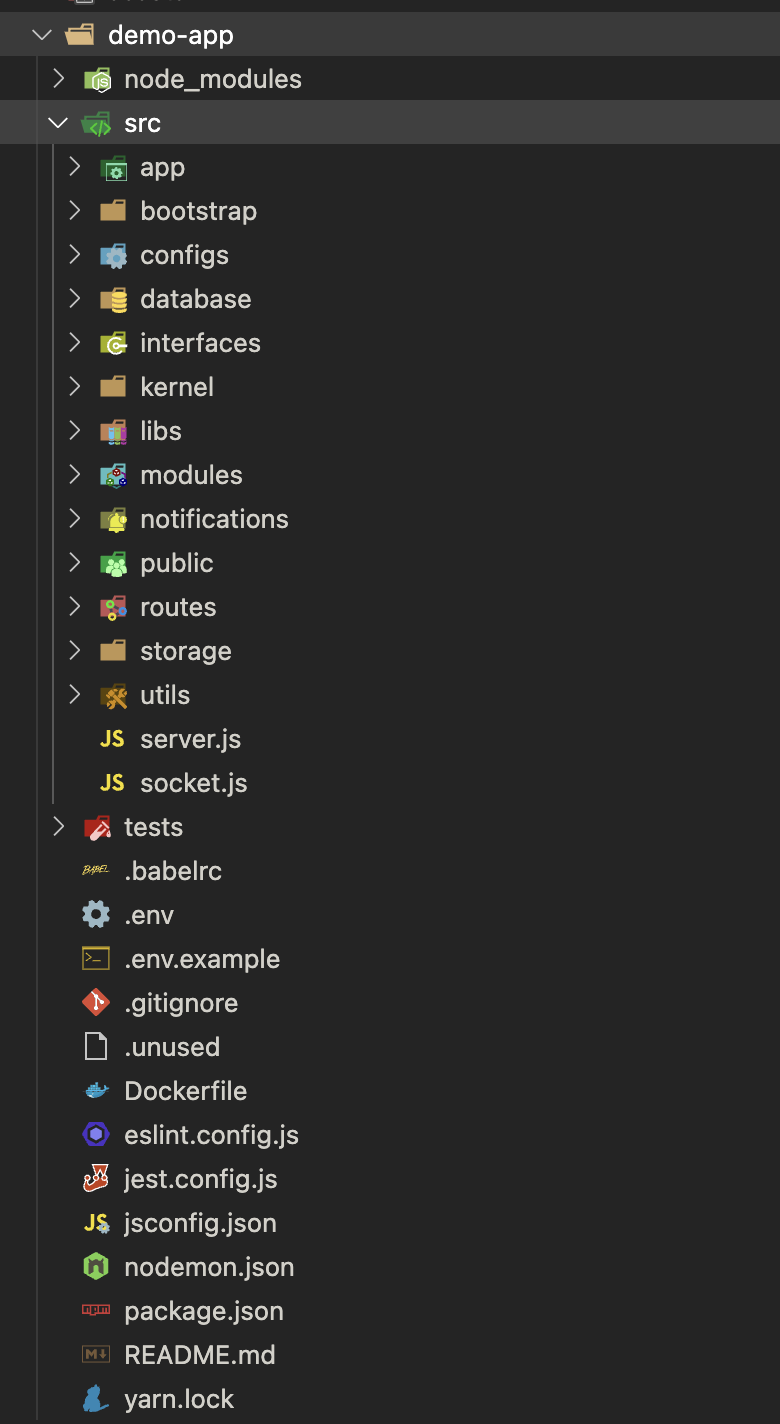 demo-app
node_modules
src
app
bootstrap
configs
database
interfaces
kernel
libs
modules
notifications
public
routes
storage
utils
JS server.js
JS socket.js
tests
BABEL .babelrc
.env
>_ .env.example
.gitignore
.unused
Dockerfile
eslint.config.js
jest.config.js
JS jsconfig.json
nodemon.json
npm package.json
M README.md
yarn.lock